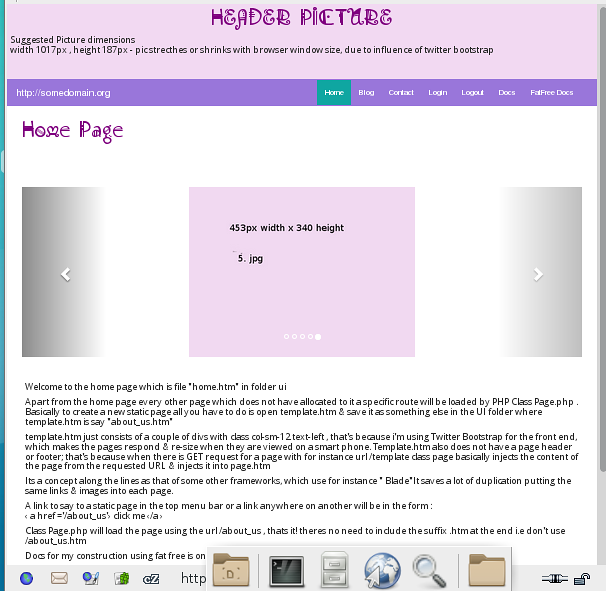 HEADER PICTURE
Suggested Picture dimensions
width 1017px , height 187px - pics trecthes or shrinks with browser window size, due to influence of twitter bootstrap
http://somedomain.org
Home Blog Contact Login Logout Docs FatFree Docs
Home Page
453px width x 340 height
5. jpg
Welcome to the home page which is file "home.htm" in folder ui
Apart from the home page every other page which does not have allocated to it a specific route will be loaded by PHP Class Page.php .
Basically to create a new static page all you have to do is open template.htm & save it as something else in the UI folder where
template.htm is say "about_us.htm"
template.htm just consists of a couple of divs with class col-sm-12 text-left , that's because i'm using Twitter Bootstrap for the front end,
which makes the pages respond & re-size when they are viewed on a smart phone. Template.htm also does not have a page header
or footer; that's because when there is GET request for a page with for instance url /template class page basically injects the content of
the page from the requested URL & injects it into page.htm
Its a concept along the lines as that of some other frameworks, which use for instance " Blade" It saves a lot of duplication putting the
same links & images into each page.
A link to say to a static page in the top menu bar or a link anywhere on another will be in the form :
‹ a href ='/about_us'› click me ‹/a ›
Class Page.php will load the page using the url /about_us , thats it! theres no need to include the suffix .htm at the end i.e don't use
/about_us.htm
Docs for my construction using fat free is on
http